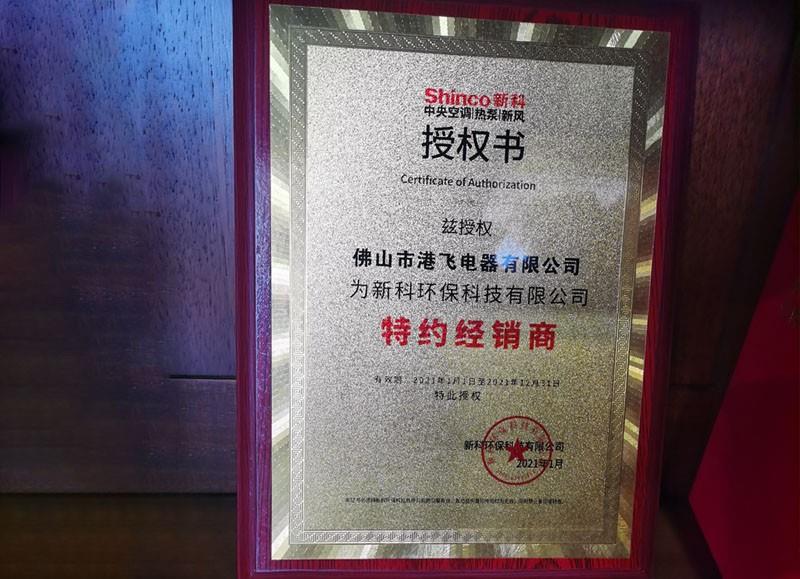 Shinco新科
中央空调|热泵|新风
授权书
Certificate of Authorization
兹授权
佛山市港飞电器有限公司
为新科环保科技有限公司
特约经销商
有效期：2021年1月1日至2021年12月31日
特此授权
新科环保科技有限公司
2021年1月